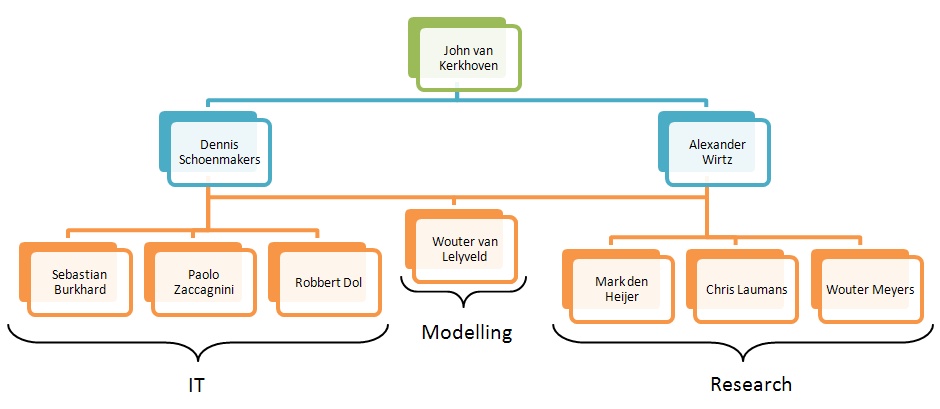 John van
Kerkhoven
Dennis
Schoenmakers
Alexander
Wirtz
Wouter van
Lelyveld
Sebastian
Burkhard
Paolo
Zaccagnini
Robbert Dol
Mark den
Heijer
Chris Laumans
Wouter Meyers
Modelling
IT
Research